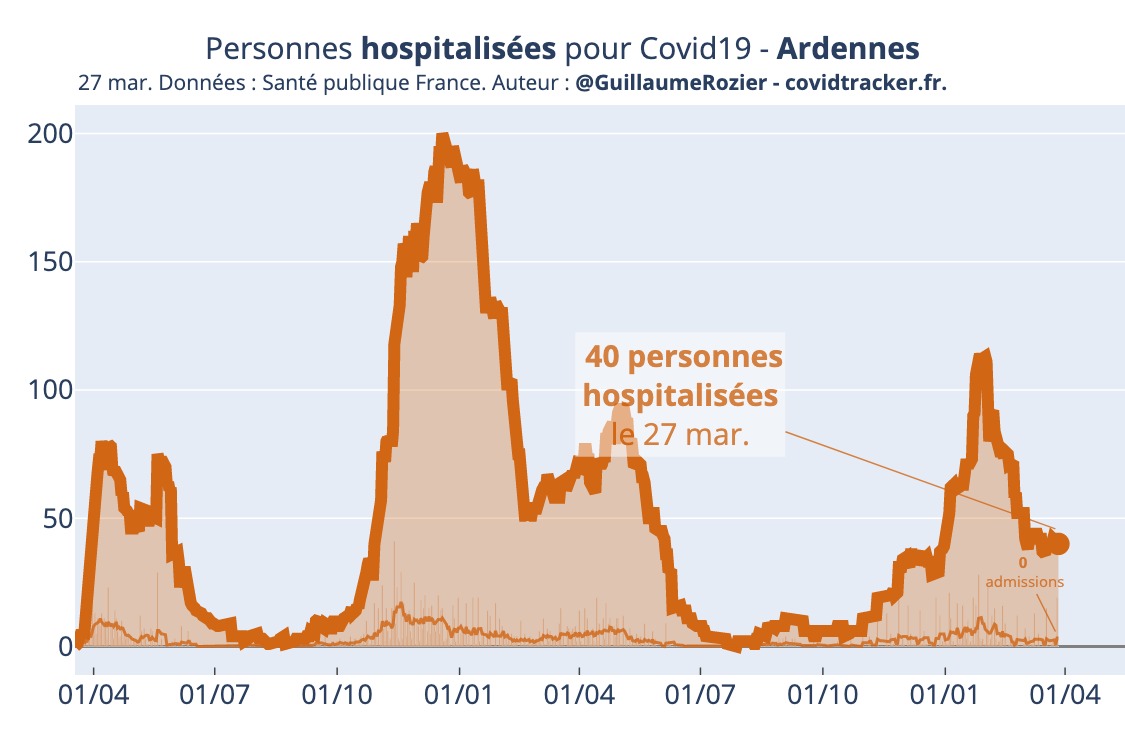 Personnes hospitalisées pour Covid19 - Ardennes
27 mar. Données : Santé publique France. Auteur : @GuillaumeRozier - covidtracker.fr.
200
150
100
50
0
40 personnes
hospitalisées
le 27 mar.
0
admissions
01/04 01/07 01/10 01/01 01/04 01/07 01/10 01/01 01/04